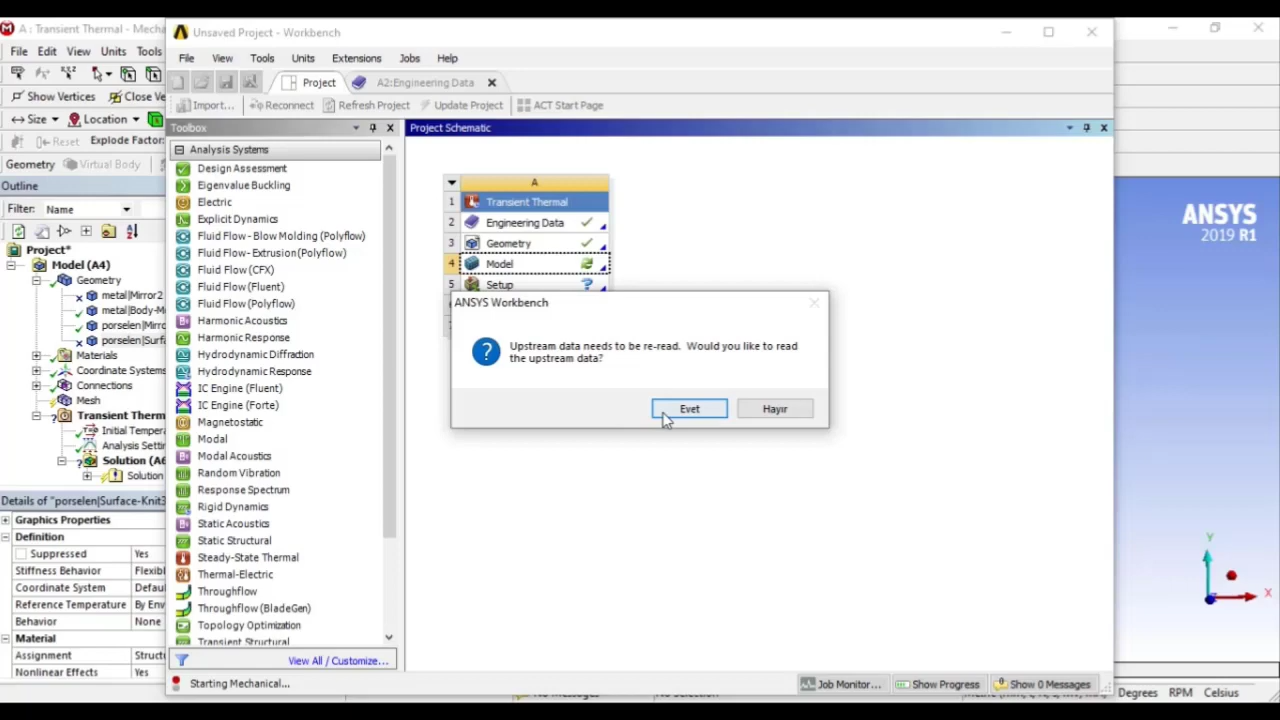 A : Transient Thermal - Mecha
File Edit View Units Tools
Show Vertices Close Ve
Size Location
Reset Explode Factor:
Geometry Virtual Body
Outline
Filter: Name
Project*
Model (A4)
Geometry
metal|Mirror2
metal|Body-M
porselen|Mirro
porselen|Surfa
Materials
Coordinate Systems
Connections
Mesh
Transient Therm
Initial Tempera
Analysis Settin
Solution (A6
Solution
Details of "porselen|Surface-Knit3
Graphics Properties
Definition
Suppressed Yes
Stiffness Behavior Flexibl
Coordinate System Defau
Reference Temperature By Env
Behavior None
Material
Assignment Structu
Nonlinear Effects Yes
Unsaved Project - Workbench
File View Tools Units Extensions Jobs Help
Project A2:Engineering Data
Import... Reconnect Refresh Project Update Project ACT Start Page
Toolbox
Analysis Systems
Design Assessment
Eigenvalue Buckling
Electric
Explicit Dynamics
Fluid Flow - Blow Molding (Polyflow)
Fluid Flow - Extrusion (Polyflow)
Fluid Flow (CFX)
Fluid Flow (Fluent)
Fluid Flow (Polyflow)
Harmonic Acoustics
Harmonic Response
Hydrodynamic Diffraction
Hydrodynamic Response
IC Engine (Fluent)
IC Engine (Forte)
Magnetostatic
Modal
Modal Acoustics
Random Vibration
Response Spectrum
Rigid Dynamics
Static Acoustics
Static Structural
Steady-State Thermal
Thermal-Electric
Throughflow
Throughflow (BladeGen)
Topology Optimization
Transient Structural
View All / Customize...
Starting Mechanical...
Project Schematic
A
1 Transient Thermal
2 Engineering Data
3 Geometry
4 Model
5 Setup
ANSYS Workbench
Upstream data needs to be re-read. Would you like to read
the upstream data?
Evet Hayır
Job Monitor... Show Progress Show 0 Messages
ANSYS
2019 R1
Y
X
Degrees RPM Celsius